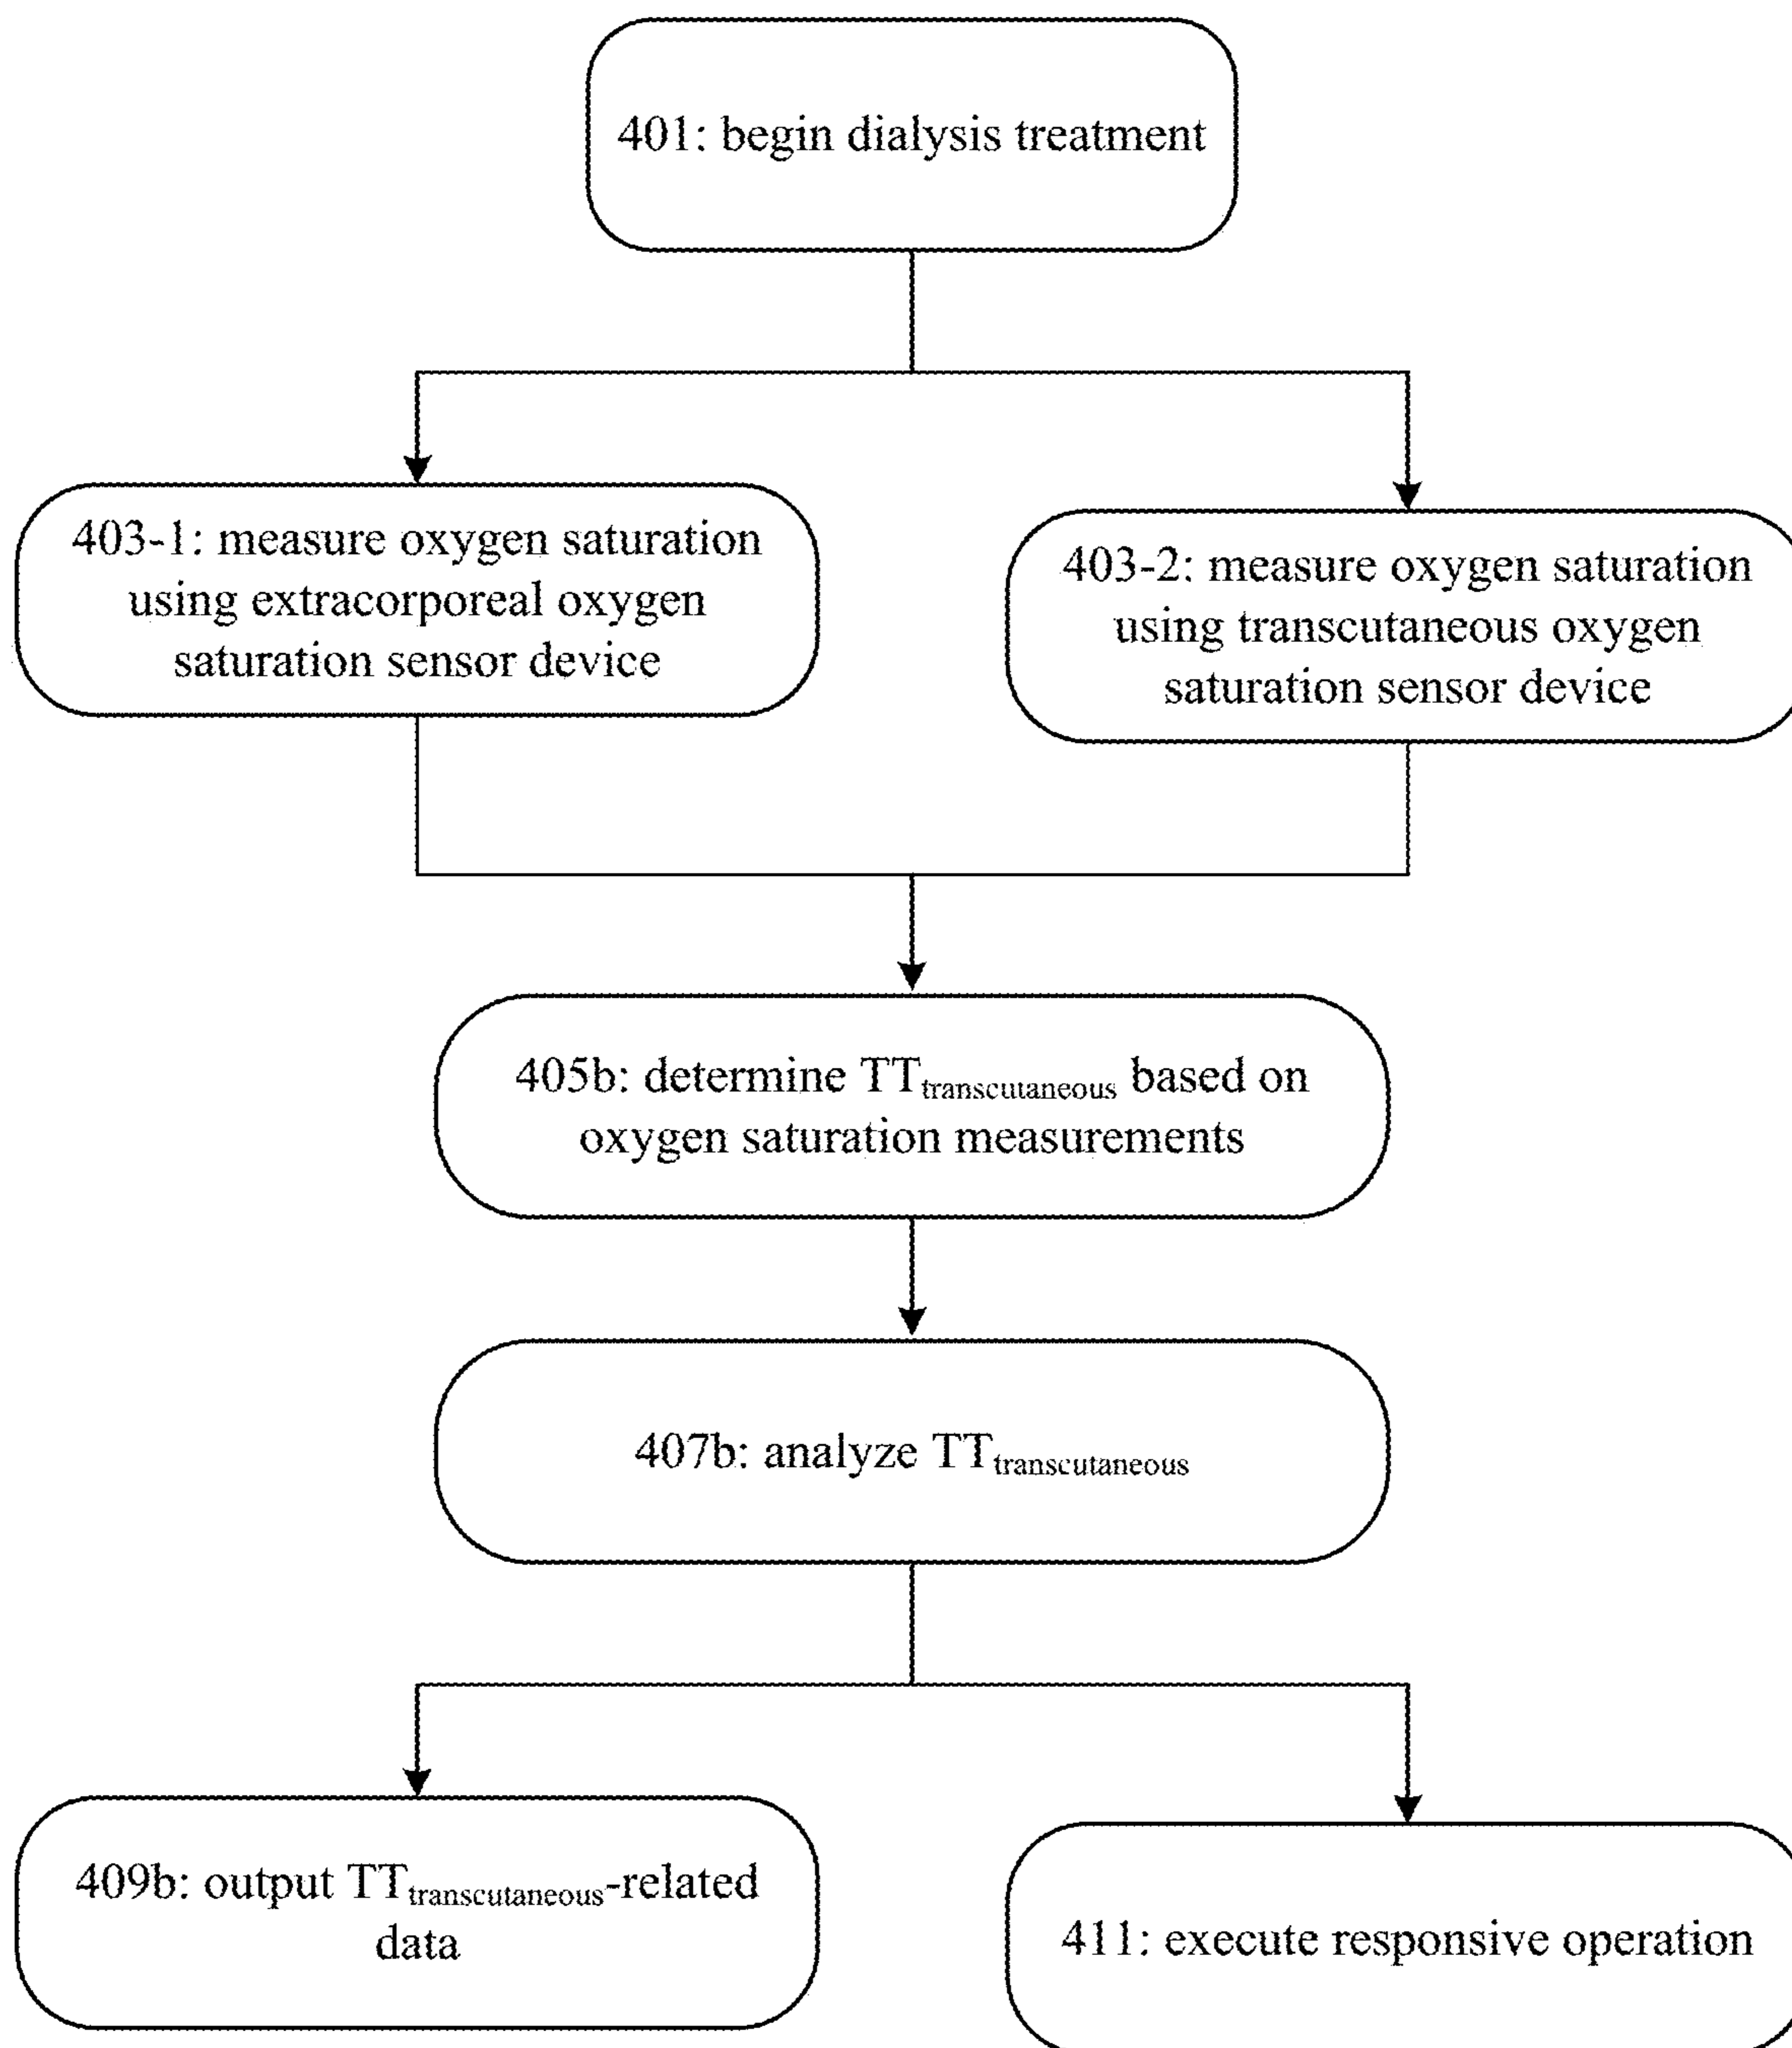 401: begin dialysis treatment
403-1: measure oxygen saturation
using extracorporeal oxygen
saturation sensor device
403-2: measure oxygen saturation
using transcutaneous oxygen
saturation sensor device
405b: determine TTtranscutaneous based on
oxygen saturation measurements
407b: analyze TTtranscutaneous
409b: output TTtranscutaneous-related
data
411: execute responsive operation